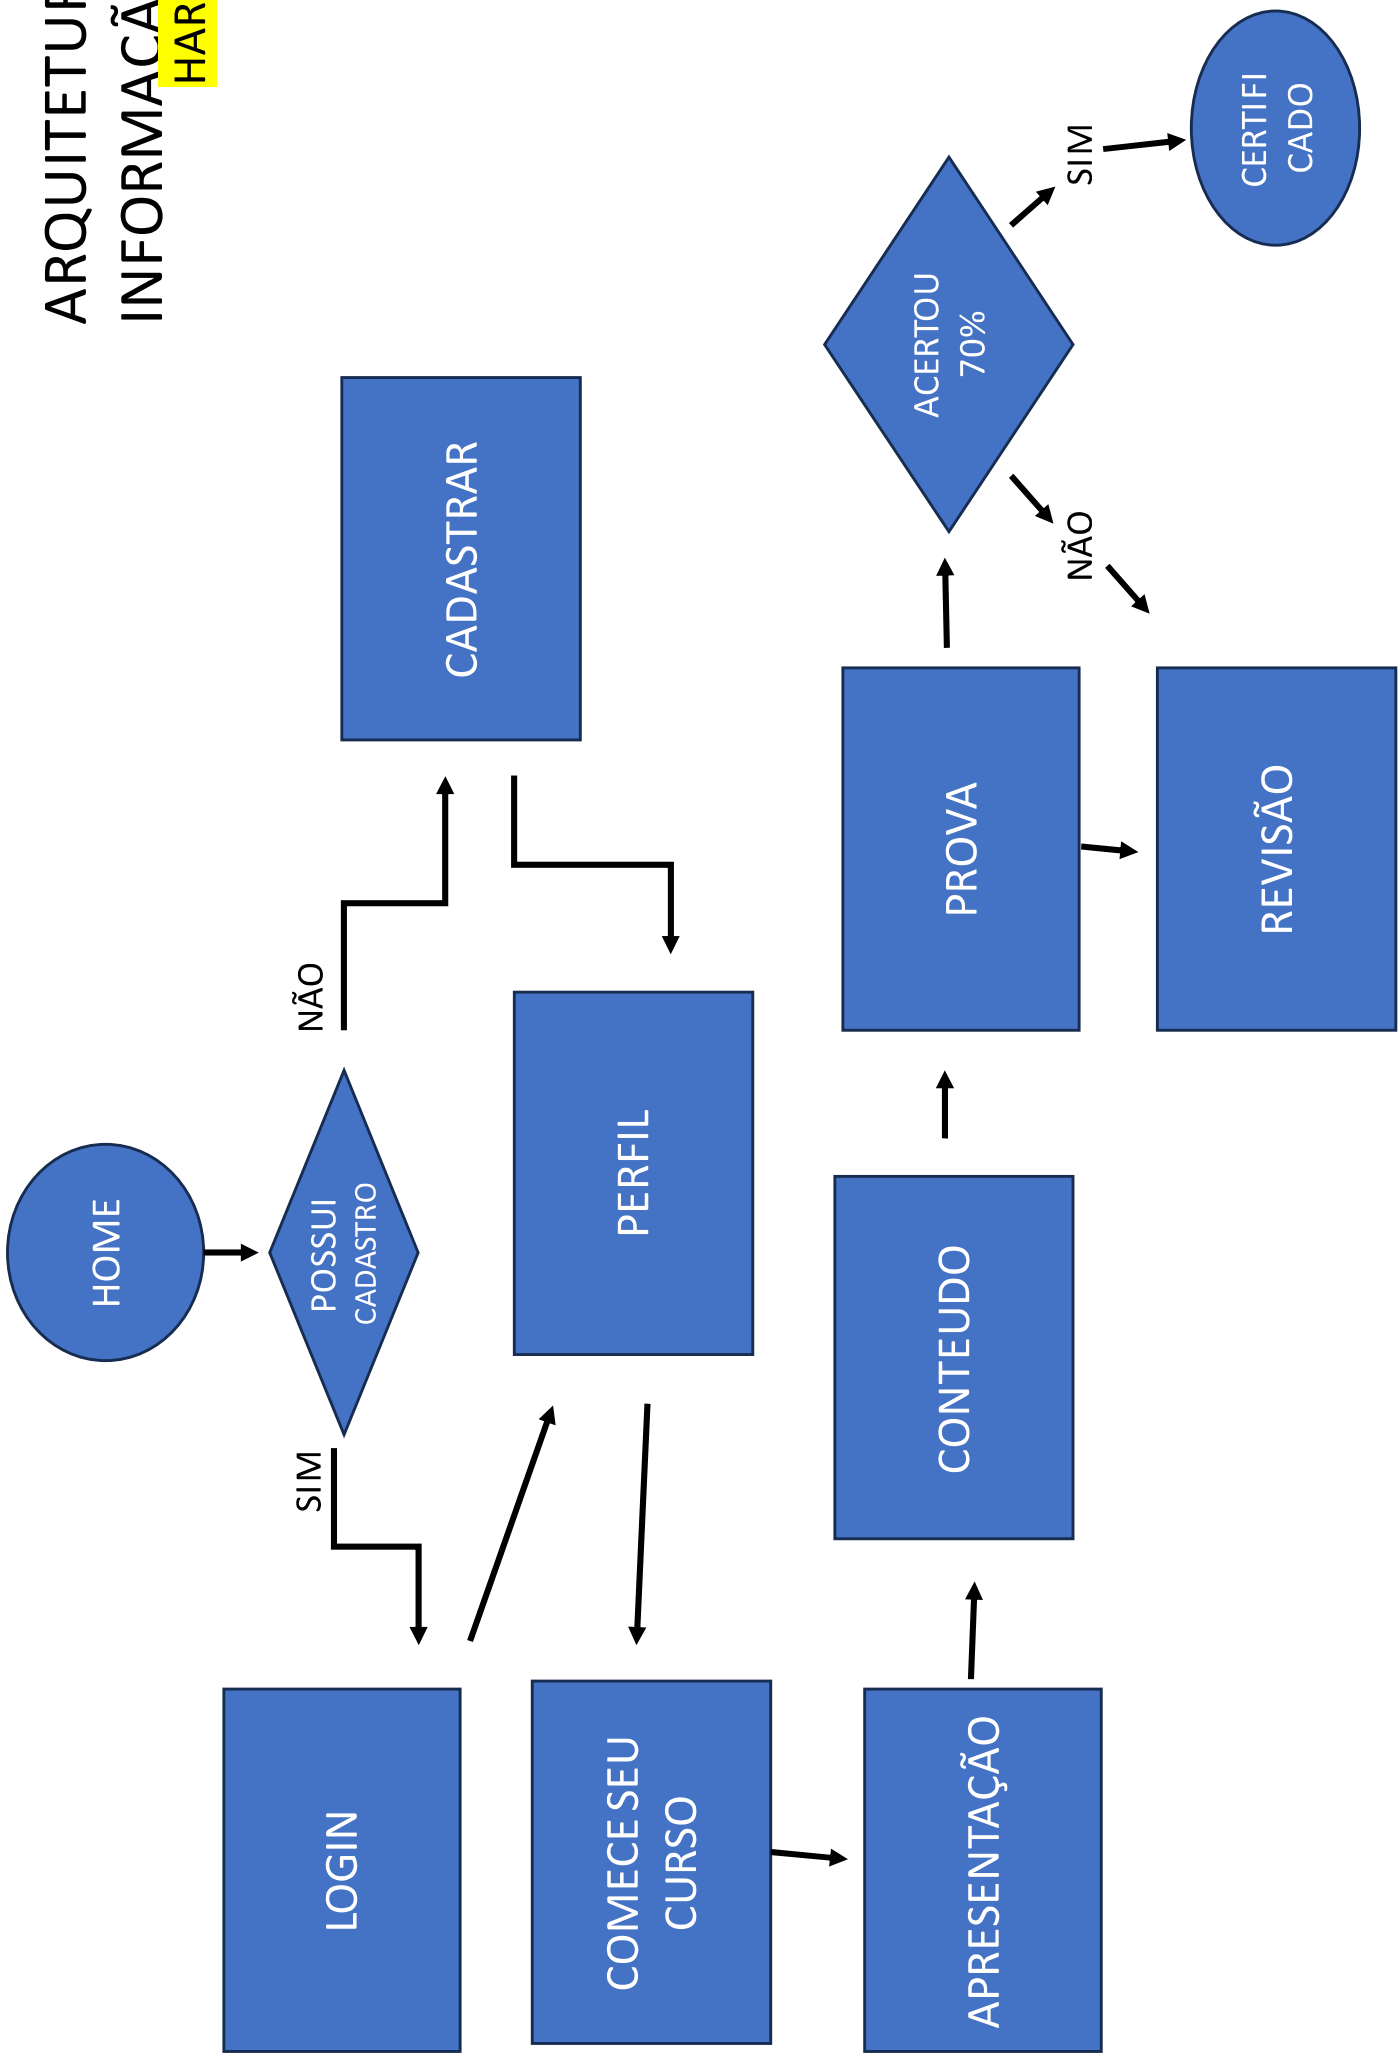 ARQUITETUR
INFORMAÇÃ
HAR
HOME
POSSUI
CADASTRO
SIM
NÃO
LOGIN
CADASTRAR
PERFIL
COMECE SEU
CURSO
APRESENTAÇÃO
CONTEUDO
PROVA
REVISÃO
ACERTOU
70%
NÃO
SIM
CERTIFI
CADO